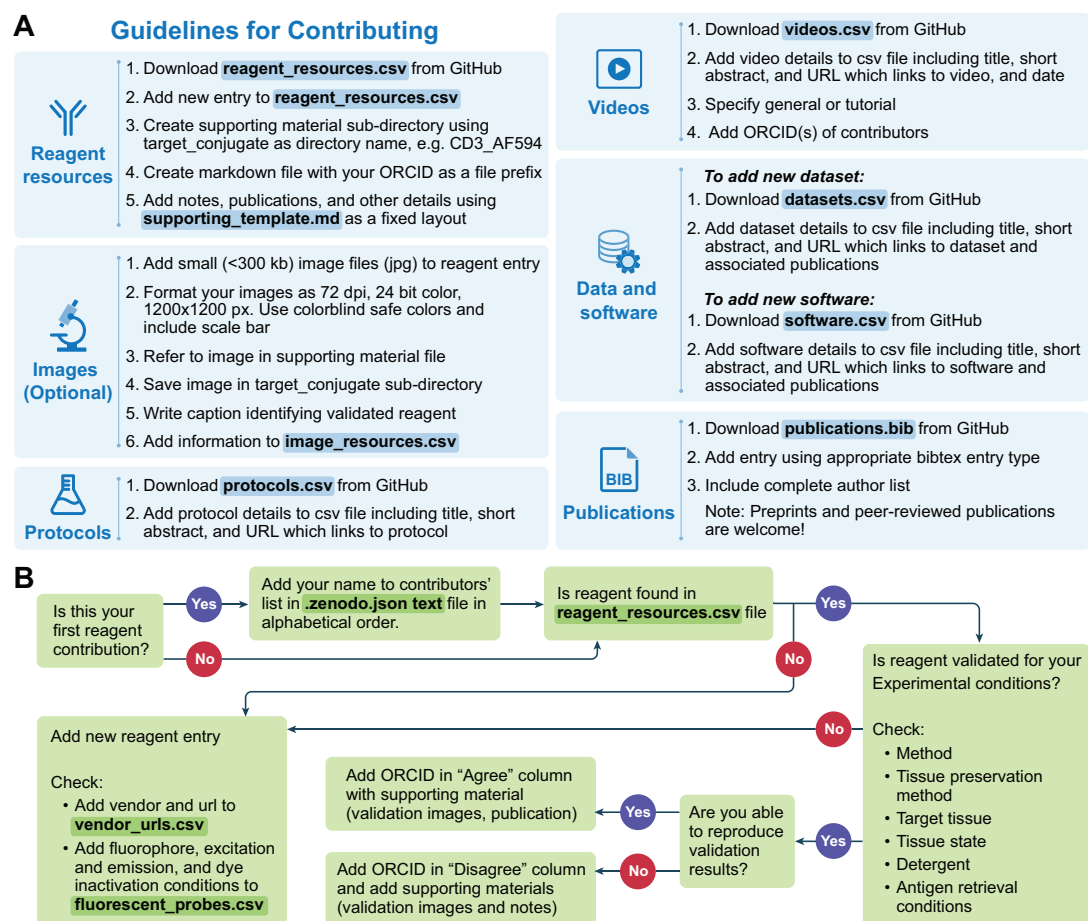 A
Guidelines for Contributing
Reagent
resources
1. Download reagent_resources.csv from GitHub
2. Add new entry to reagent_resources.csv
3. Create supporting material sub-directory using
target_conjugate as directory name, e.g. CD3_AF594
4. Create markdown file with your ORCID as a file prefix
5. Add notes, publications, and other details using
supporting_template.md as a fixed layout
Images
(Optional)
1. Add small (<300 kb) image files (jpg) to reagent entry
2. Format your images as 72 dpi, 24 bit color,
1200x1200 px. Use colorblind safe colors and
include scale bar
3. Refer to image in supporting material file
4. Save image in target_conjugate sub-directory
5. Write caption identifying validated reagent
6. Add information to image_resources.csv
Protocols
1. Download protocols.csv from GitHub
2. Add protocol details to csv file including title, short
abstract, and URL which links to protocol
Videos
1. Download videos.csv from GitHub
2. Add video details to csv file including title, short
abstract, and URL which links to video, and date
3. Specify general or tutorial
4. Add ORCID(s) of contributors
Data and
software
To add new dataset:
1. Download datasets.csv from GitHub
2. Add dataset details to csv file including title, short
abstract, and URL which links to dataset and
associated publications
To add new software:
1. Download software.csv from GitHub
2. Add software details to csv file including title, short
abstract, and URL which links to software and
associated publications
BIB
Publications
1. Download publications.bib from GitHub
2. Add entry using appropriate bibtex entry type
3. Include complete author list
Note: Preprints and peer-reviewed publications
are welcome!
B
Is this your
first reagent
contribution?
Yes
No
Add your name to contributors'
list in .zenodo.json text file in
alphabetical order.
Is reagent found in
reagent_resources.csv file
Yes
No
Is reagent validated for your
Experimental conditions?
Check:
• Method
• Tissue preservation
method
• Target tissue
• Tissue state
• Detergent
• Antigen retrieval
conditions
No
Yes
Add new reagent entry
Check:
• Add vendor and url to
vendor_urls.csv
• Add fluorophore, excitation
and emission, and dye
inactivation conditions to
fluorescent_probes.csv
Are you able
to reproduce
validation
results?
Yes
No
Add ORCID in “Agree” column
with supporting material
(validation images, publication)
Add ORCID in “Disagree” column
and add supporting materials
(validation images and notes)